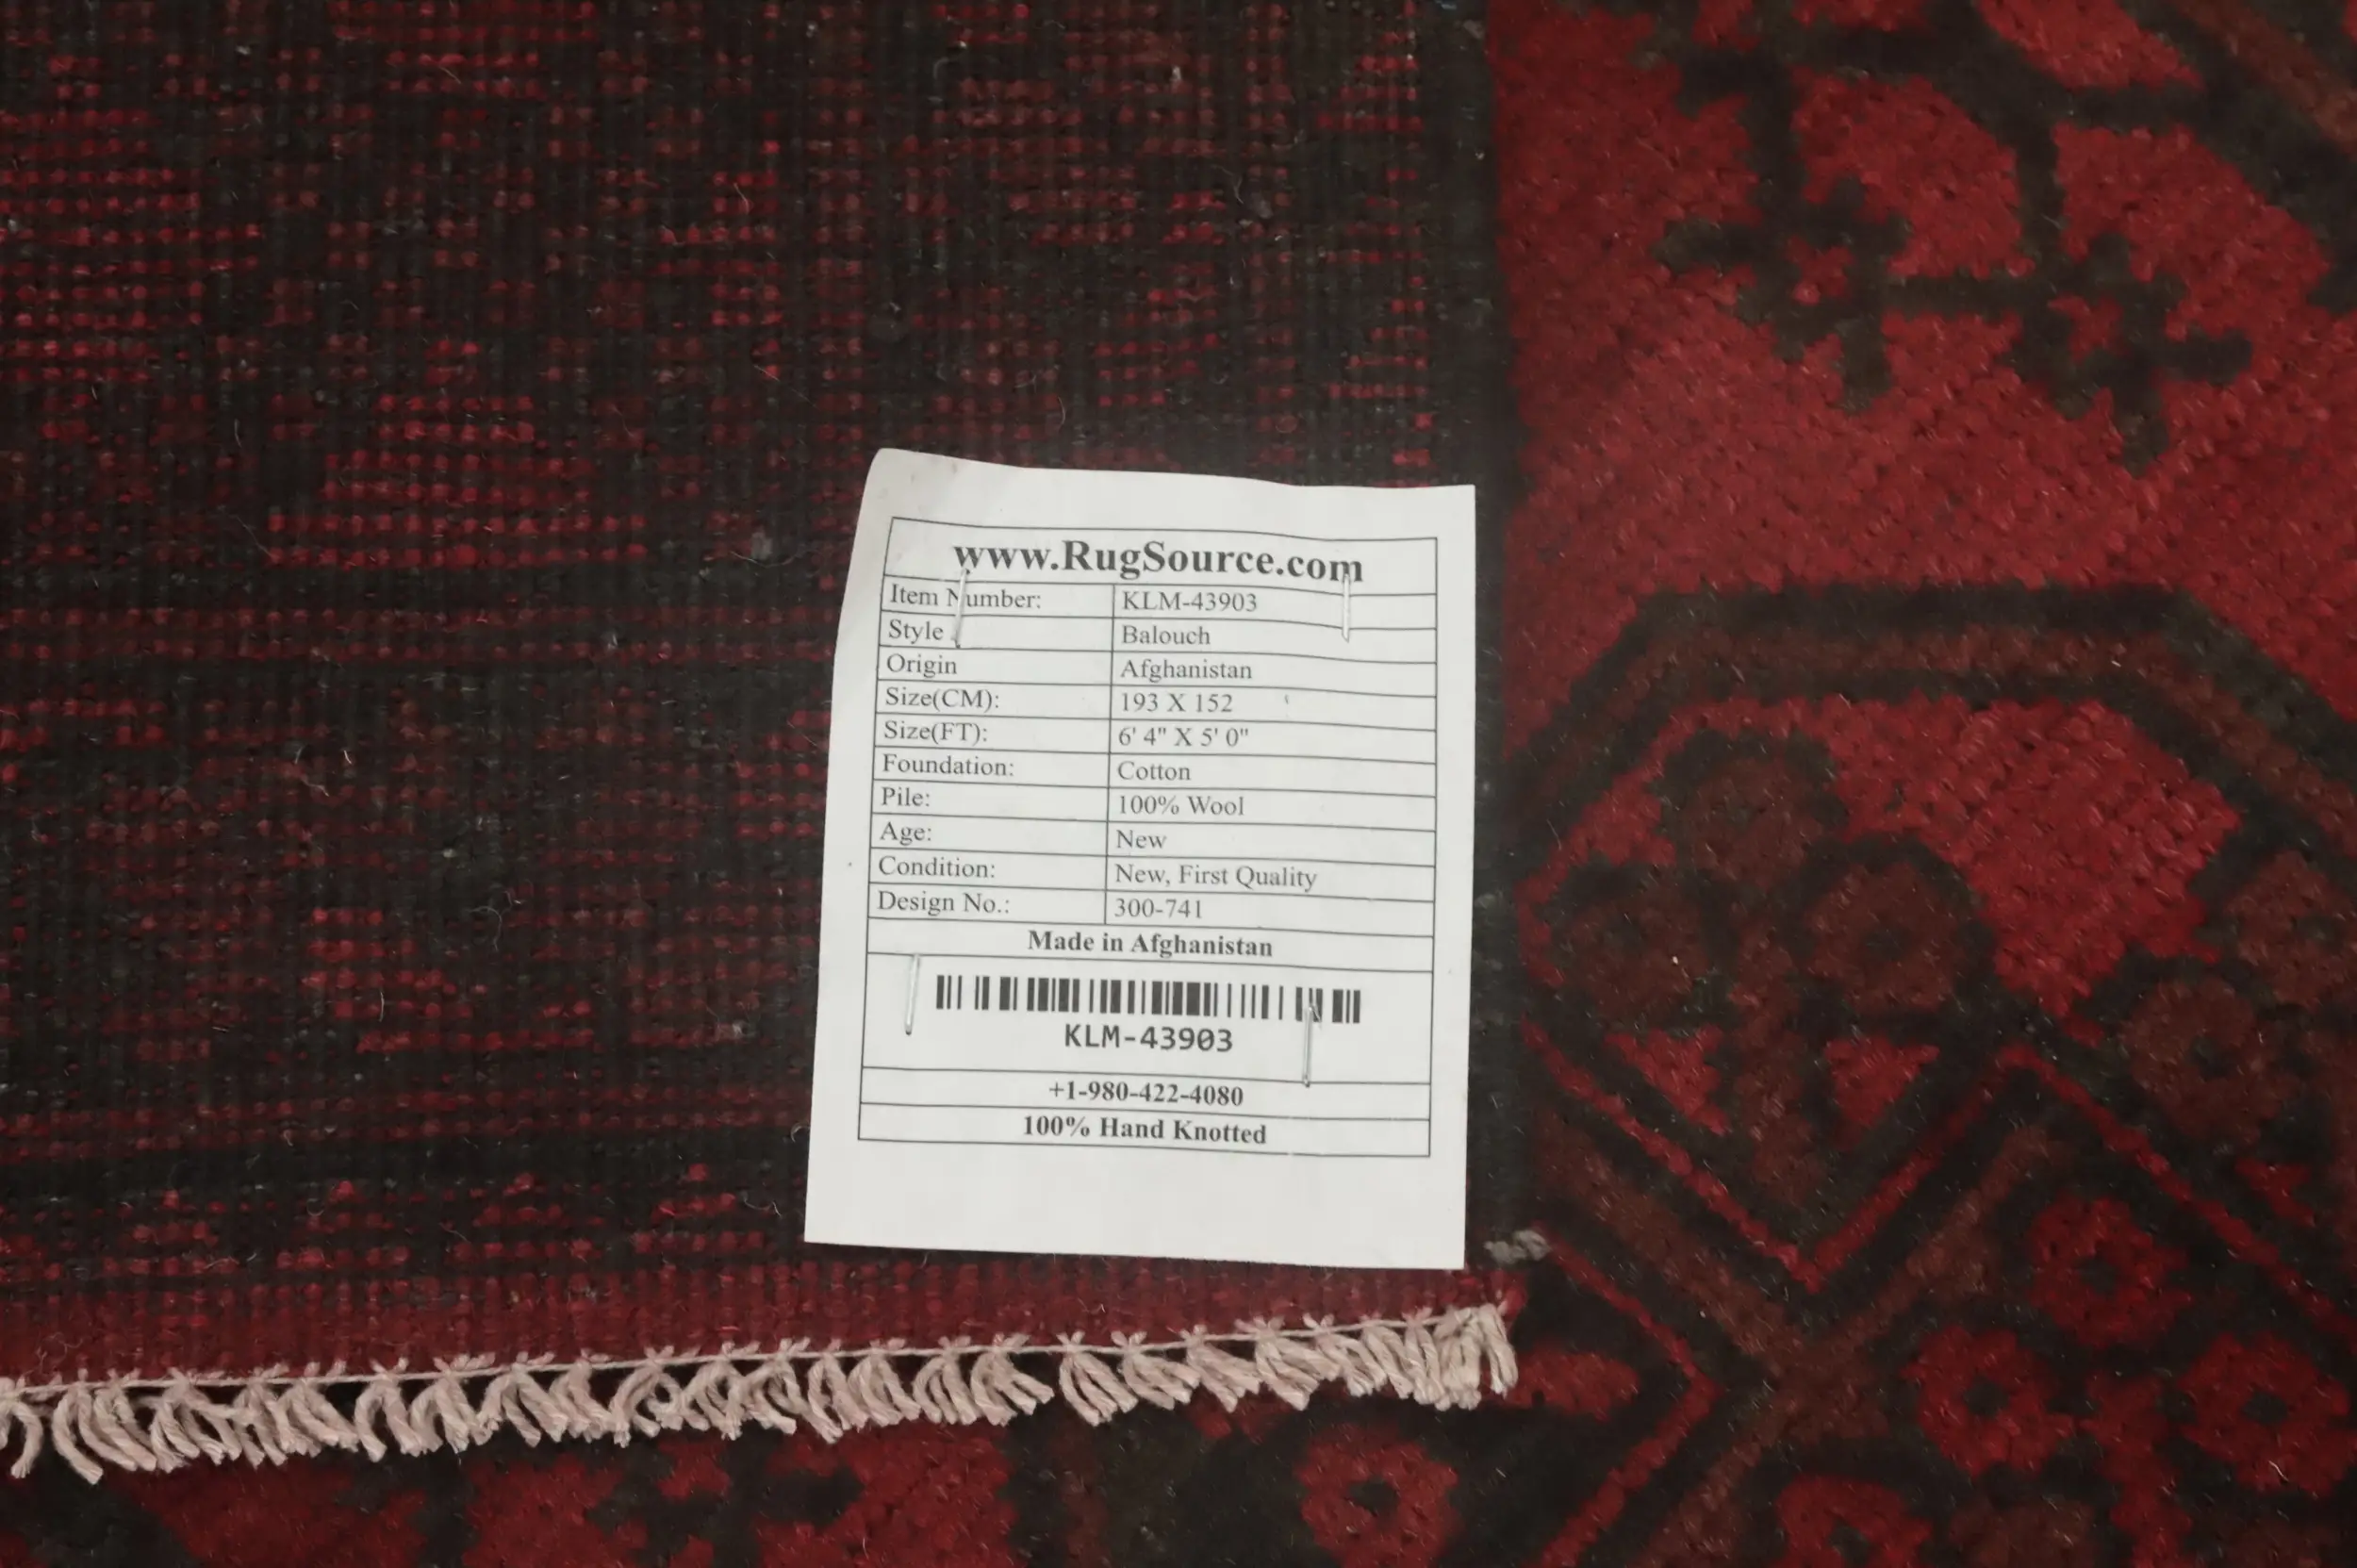 www.RugSource.com
Item Number: KLM-43903
Style Balouch
Origin Afghanistan
Size(CM): 193 X 152
Size(FT): 6' 4" X 5' 0"
Foundation: Cotton
Pile: 100% Wool
Age: New
Condition: New, First Quality
Design No.: 300-741
Made in Afghanistan
KLM-43903
+1-980-422-4080
100% Hand Knotted